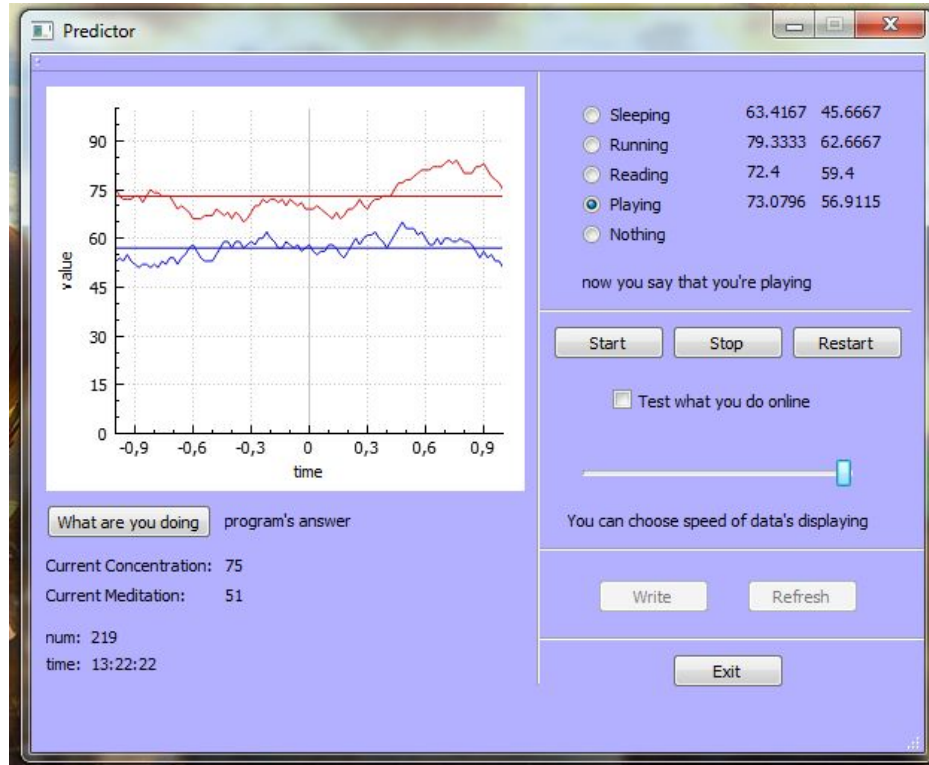 Predictor
90
75
60
45
30
15
0
value
-0,9 -0,6 -0,3 0 0,3 0,6 0,9
time
What are you doing program's answer
Current Concentration: 75
Current Meditation: 51
num: 219
time: 13:22:22
Sleeping 63.4167 45.6667
Running 79.3333 62.6667
Reading 72.4 59.4
Playing 73.0796 56.9115
Nothing
now you say that you're playing
Start Stop Restart
Test what you do online
You can choose speed of data's displaying
Write Refresh
Exit